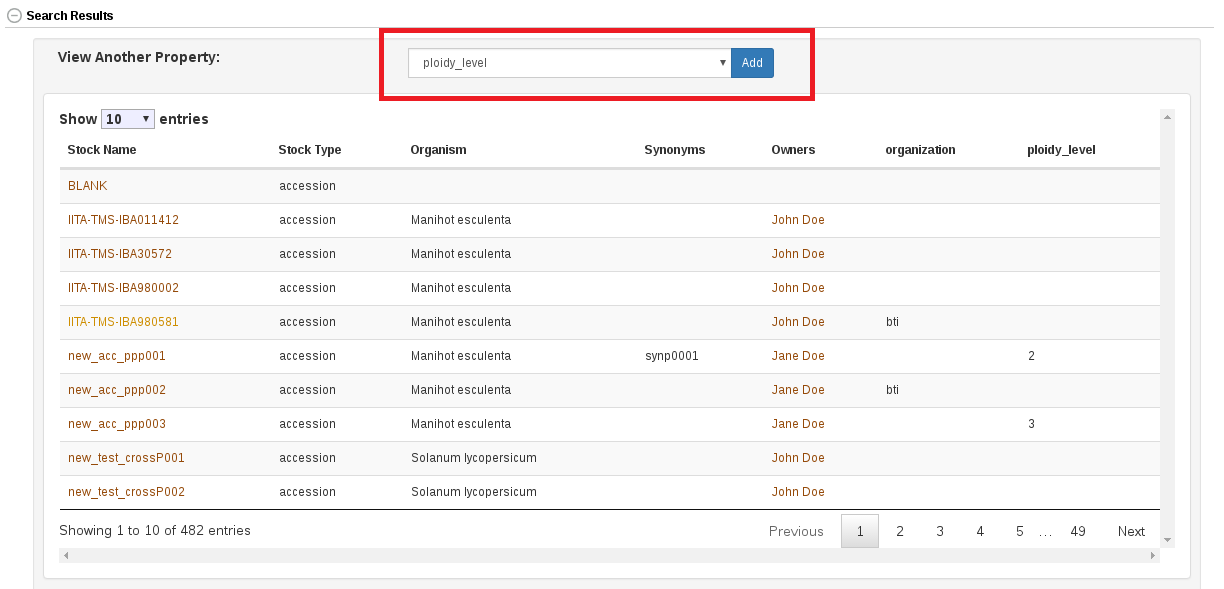 Search Results
View Another Property: ploidy_level Add
Show 10 entries
Stock Name Stock Type Organism Synonyms Owners organization ploidy_level
BLANK accession
IITA-TMS-IBA011412 accession Manihot esculenta John Doe
IITA-TMS-IBA30572 accession Manihot esculenta John Doe
IITA-TMS-IBA980002 accession Manihot esculenta John Doe
IITA-TMS-IBA980581 accession Manihot esculenta John Doe bti
new_acc_ppp001 accession Manihot esculenta synp0001 Jane Doe 2
new_acc_ppp002 accession Manihot esculenta Jane Doe bti
new_acc_ppp003 accession Manihot esculenta Jane Doe 3
new_test_crossP001 accession Solanum lycopersicum John Doe
new_test_crossP002 accession Solanum lycopersicum John Doe
Showing 1 to 10 of 482 entries Previous 1 2 3 4 5 ... 49 Next